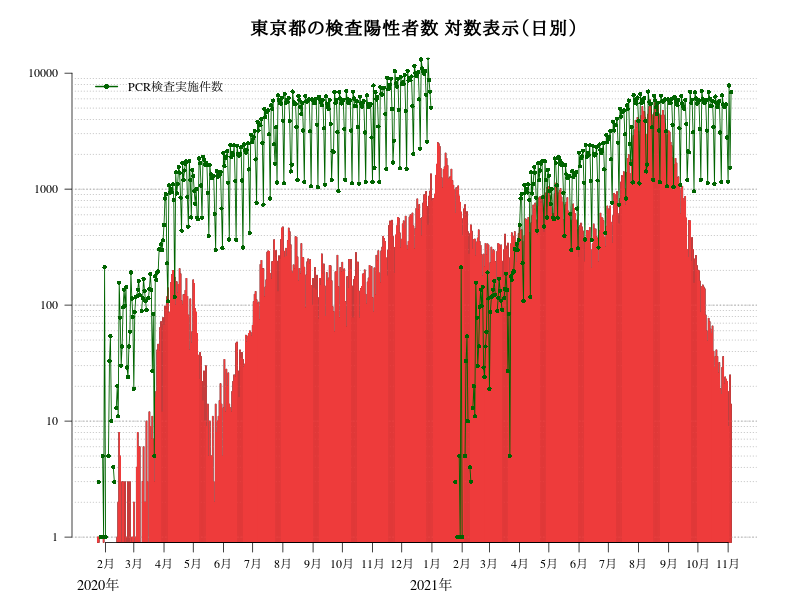 東京都の検査陽性者数 対数表示(日別)
PCR検査実施件数
10000
1000
100
10
1
2月 3月 4月 5月 6月 7月 8月 9月 10月 11月 12月 1月 2月 3月 4月 5月 6月 7月 8月 9月 10月 11月
2020年 2021年